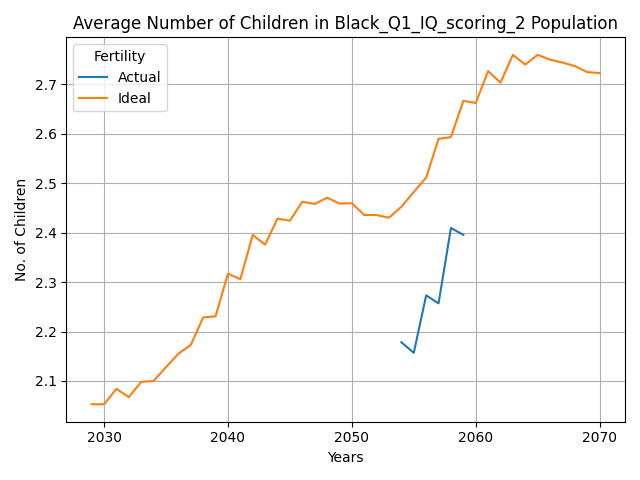 Average Number of Children in Black_Q1_IQ_scoring_2 Population
Fertility
Actual
Ideal
No. of Children
2.7
2.6
2.5
2.4
2.3
2.2
2.1
2030 2040 2050 2060 2070
Years